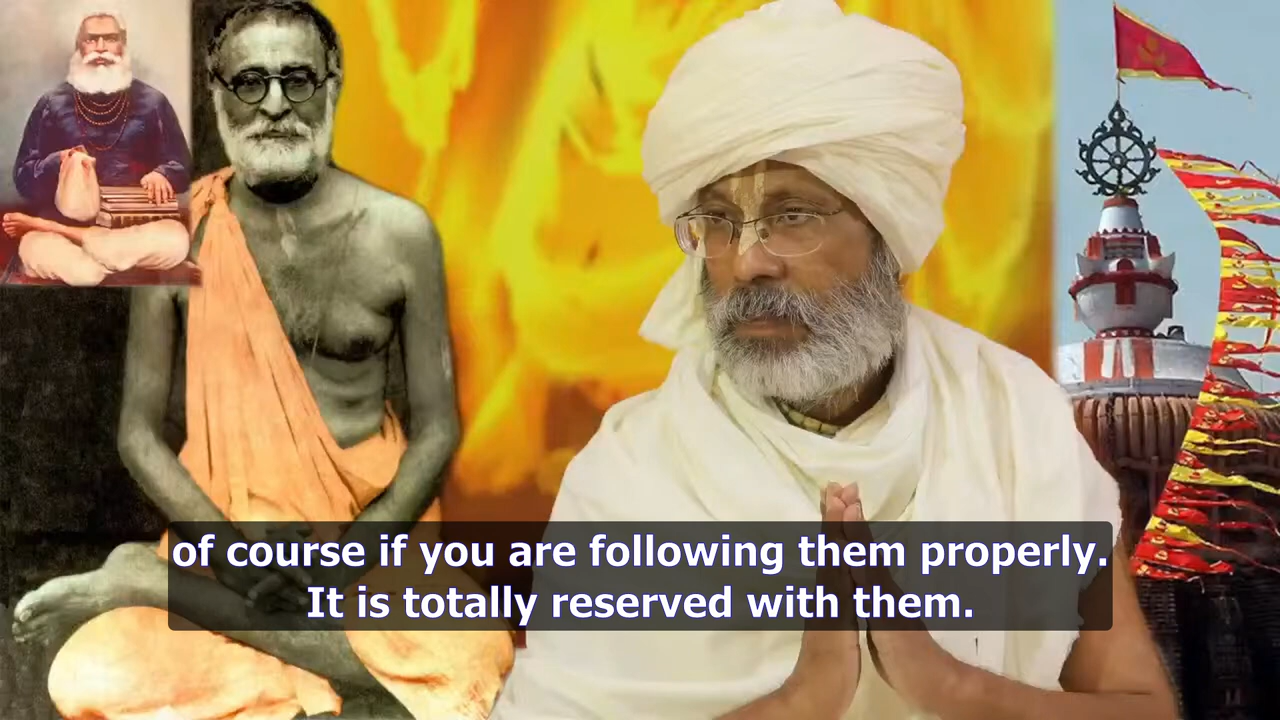 of course if you are following them properly.
It is totally reserved with them.